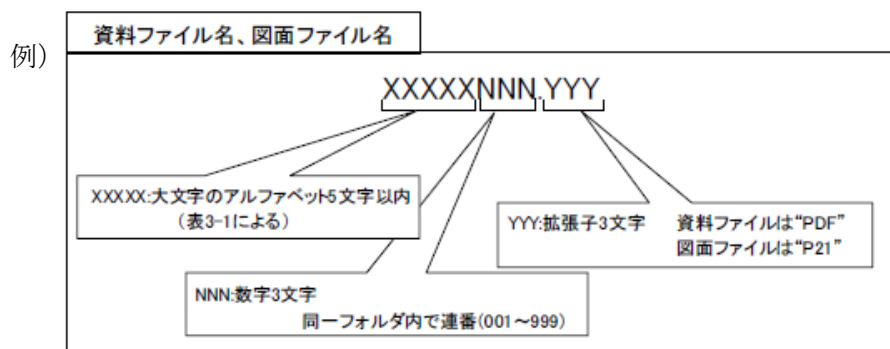 資料ファイル名、図面ファイル名
例）
XXXXXNNN.YYY
XXXXX:大文字のアルファベット5文字以内
(表3-1による)
YYY:拡張子3文字 資料ファイルは“PDF”
図面ファイルは“P21”
NNN:数字3文字
同一フォルダ内で連番(001～999)